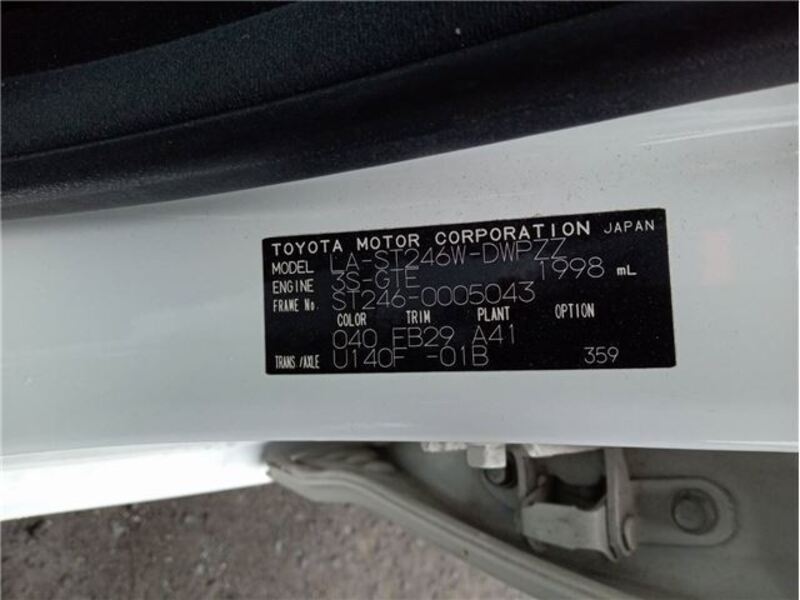 TOYOTA MOTOR CORPORATION JAPAN
MODEL LA-ST246W-DWPZZ
ENGINE 3S-GTE 1998 mL
FRAME No. ST246-0005043
COLOR TRIM PLANT OPTION
040 FB29 A41
TRANS/AXLE U140F -01B 359